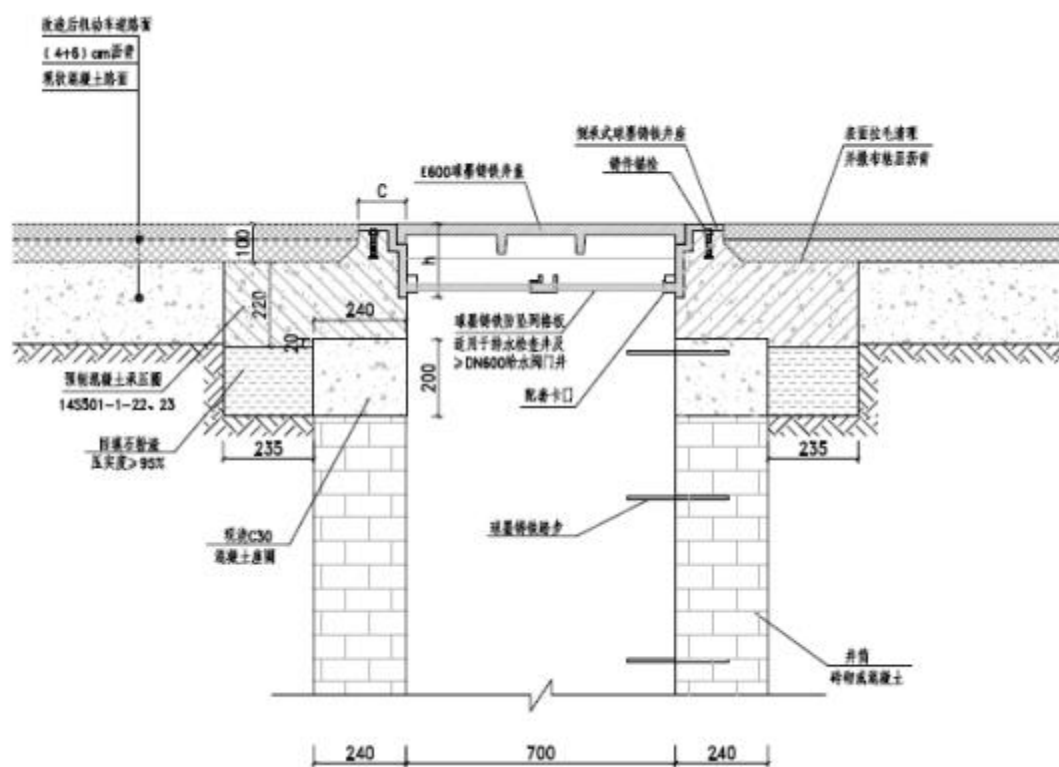 改造后机动车道路面
(4+6)cm沥青
现状混凝土路面
倾承式球墨铸铁井座
铸件锚栓
表面拉毛清理
并撒布粘层沥青
E600球墨铸铁井盖
C
100
h
220
240
20
200
球墨铸铁防坠网格板
适用于排水检查井及
≥DN600给水阀门井
配套卡口
预制混凝土承压圈
14S501-1-22、23
回填石粉渣
压实度≥95%
235
235
现浇C30
混凝土座圈
球墨铸铁踏步
井筒
砖砌或混凝土
240
700
240